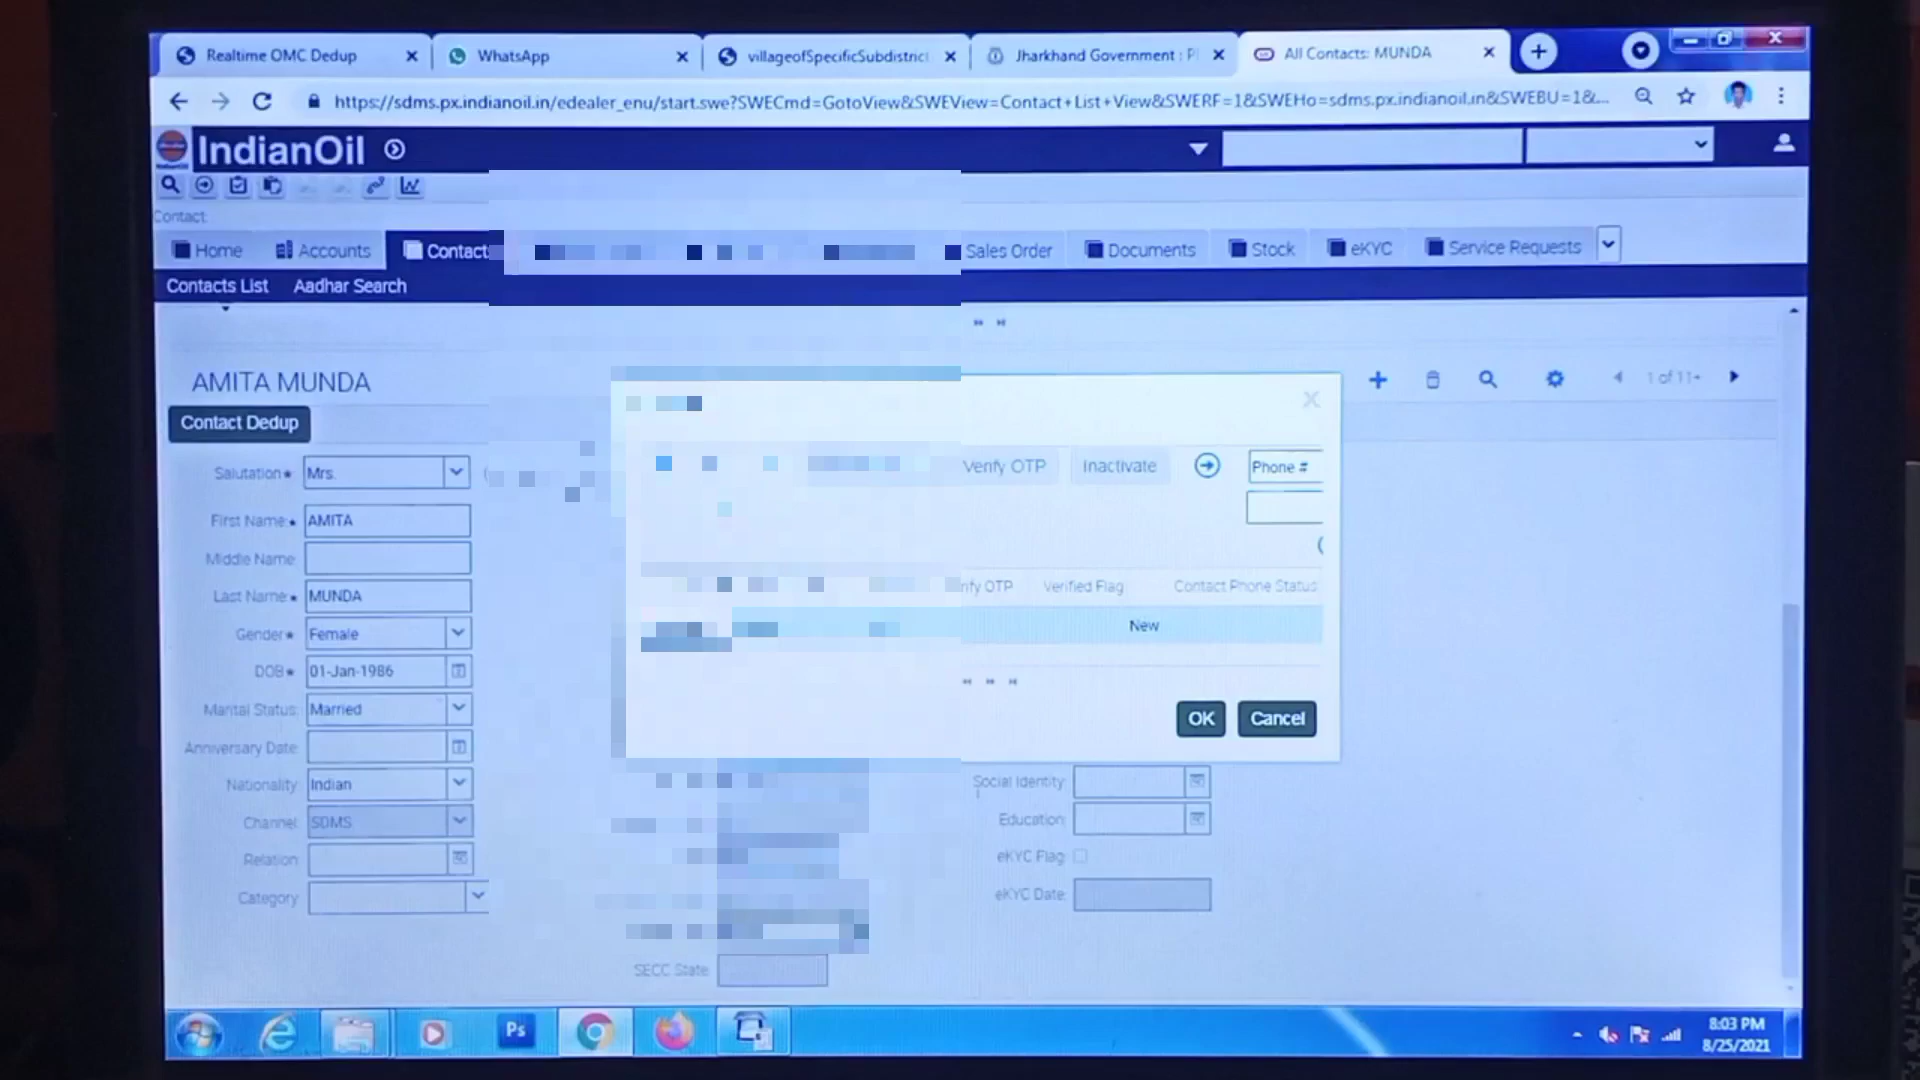 Realtime OMC Dedup
WhatsApp
villageofSpecificSubdistric
Jharkhand Government :
All Contacts: MUNDA
https://sdms.px.indianoil.in/edealer_enu/start.swe?SWECmd=GotoView&SWEView=Contact+List+View&SWERF=1&SWEHo=sdms.px.indianoil.in&SWEBU=1&...
IndianOil
Contact:
Home
Accounts
Contact
Sales Order
Documents
Stock
eKYC
Service Requests
Contacts List
Aadhar Search
AMITA MUNDA
1 of 11+
Contact Dedup
Salutation* Mrs.
First Name* AMITA
Middle Name
Last Name* MUNDA
Gender* Female
DOB* 01-Jan-1986
Marital Status: Married
Anniversary Date:
Nationality: Indian
Channel: SDMS
Relation:
Category:
Verify OTP
Inactivate
Phone #
nfy OTP
Verified Flag
Contact Phone Status
New
OK
Cancel
Social Identity:
Education:
eKYC Flag:
eKYC Date:
SECC State:
Ps
8:03 PM
8/25/2021